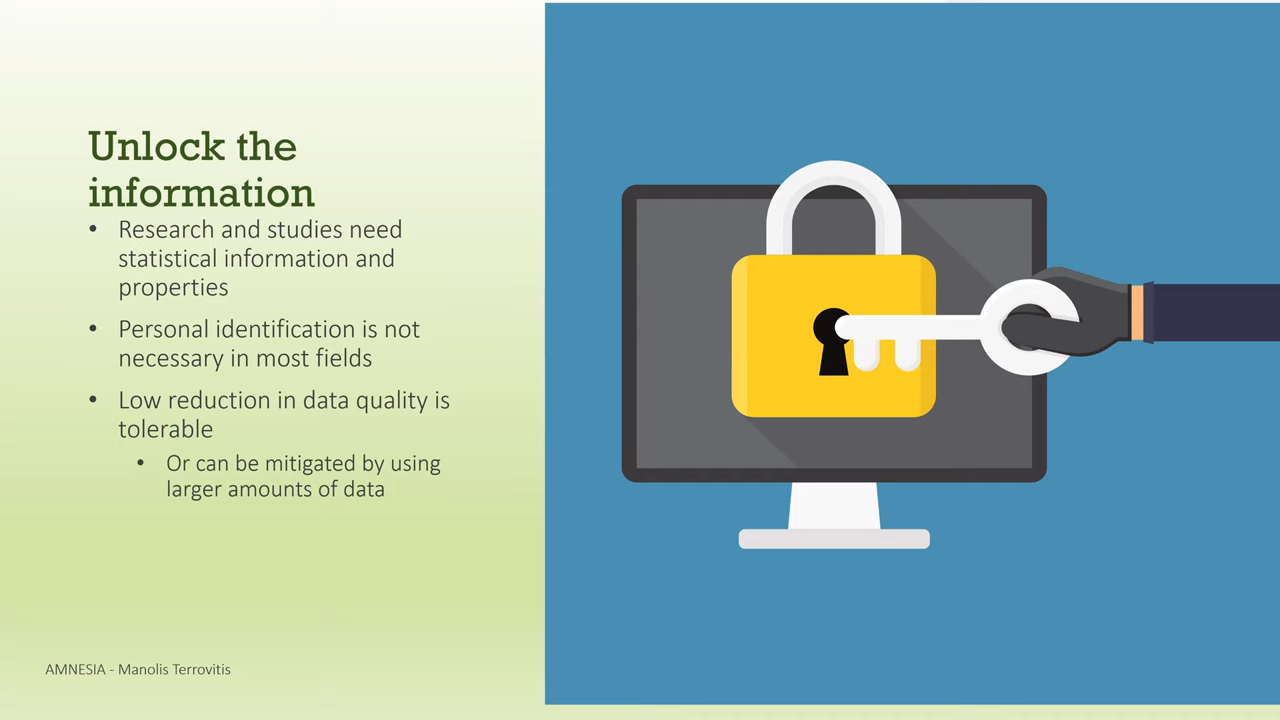 Unlock the
information
• Research and studies need
statistical information and
properties
• Personal identification is not
necessary in most fields
• Low reduction in data quality is
tolerable
• Or can be mitigated by using
larger amounts of data
AMNESIA - Manolis Terrovitis